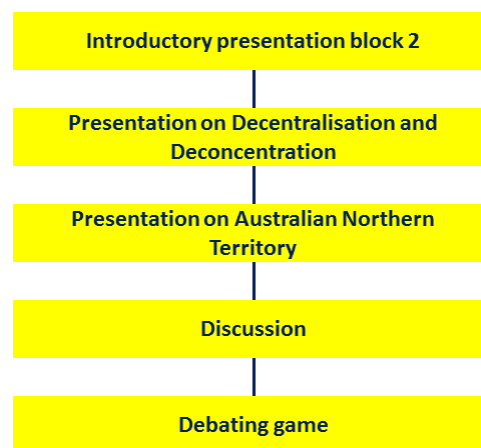 Introductory presentation block 2
Presentation on Decentralisation and
Deconcentration
Presentation on Australian Northern
Territory
Discussion
Debating game